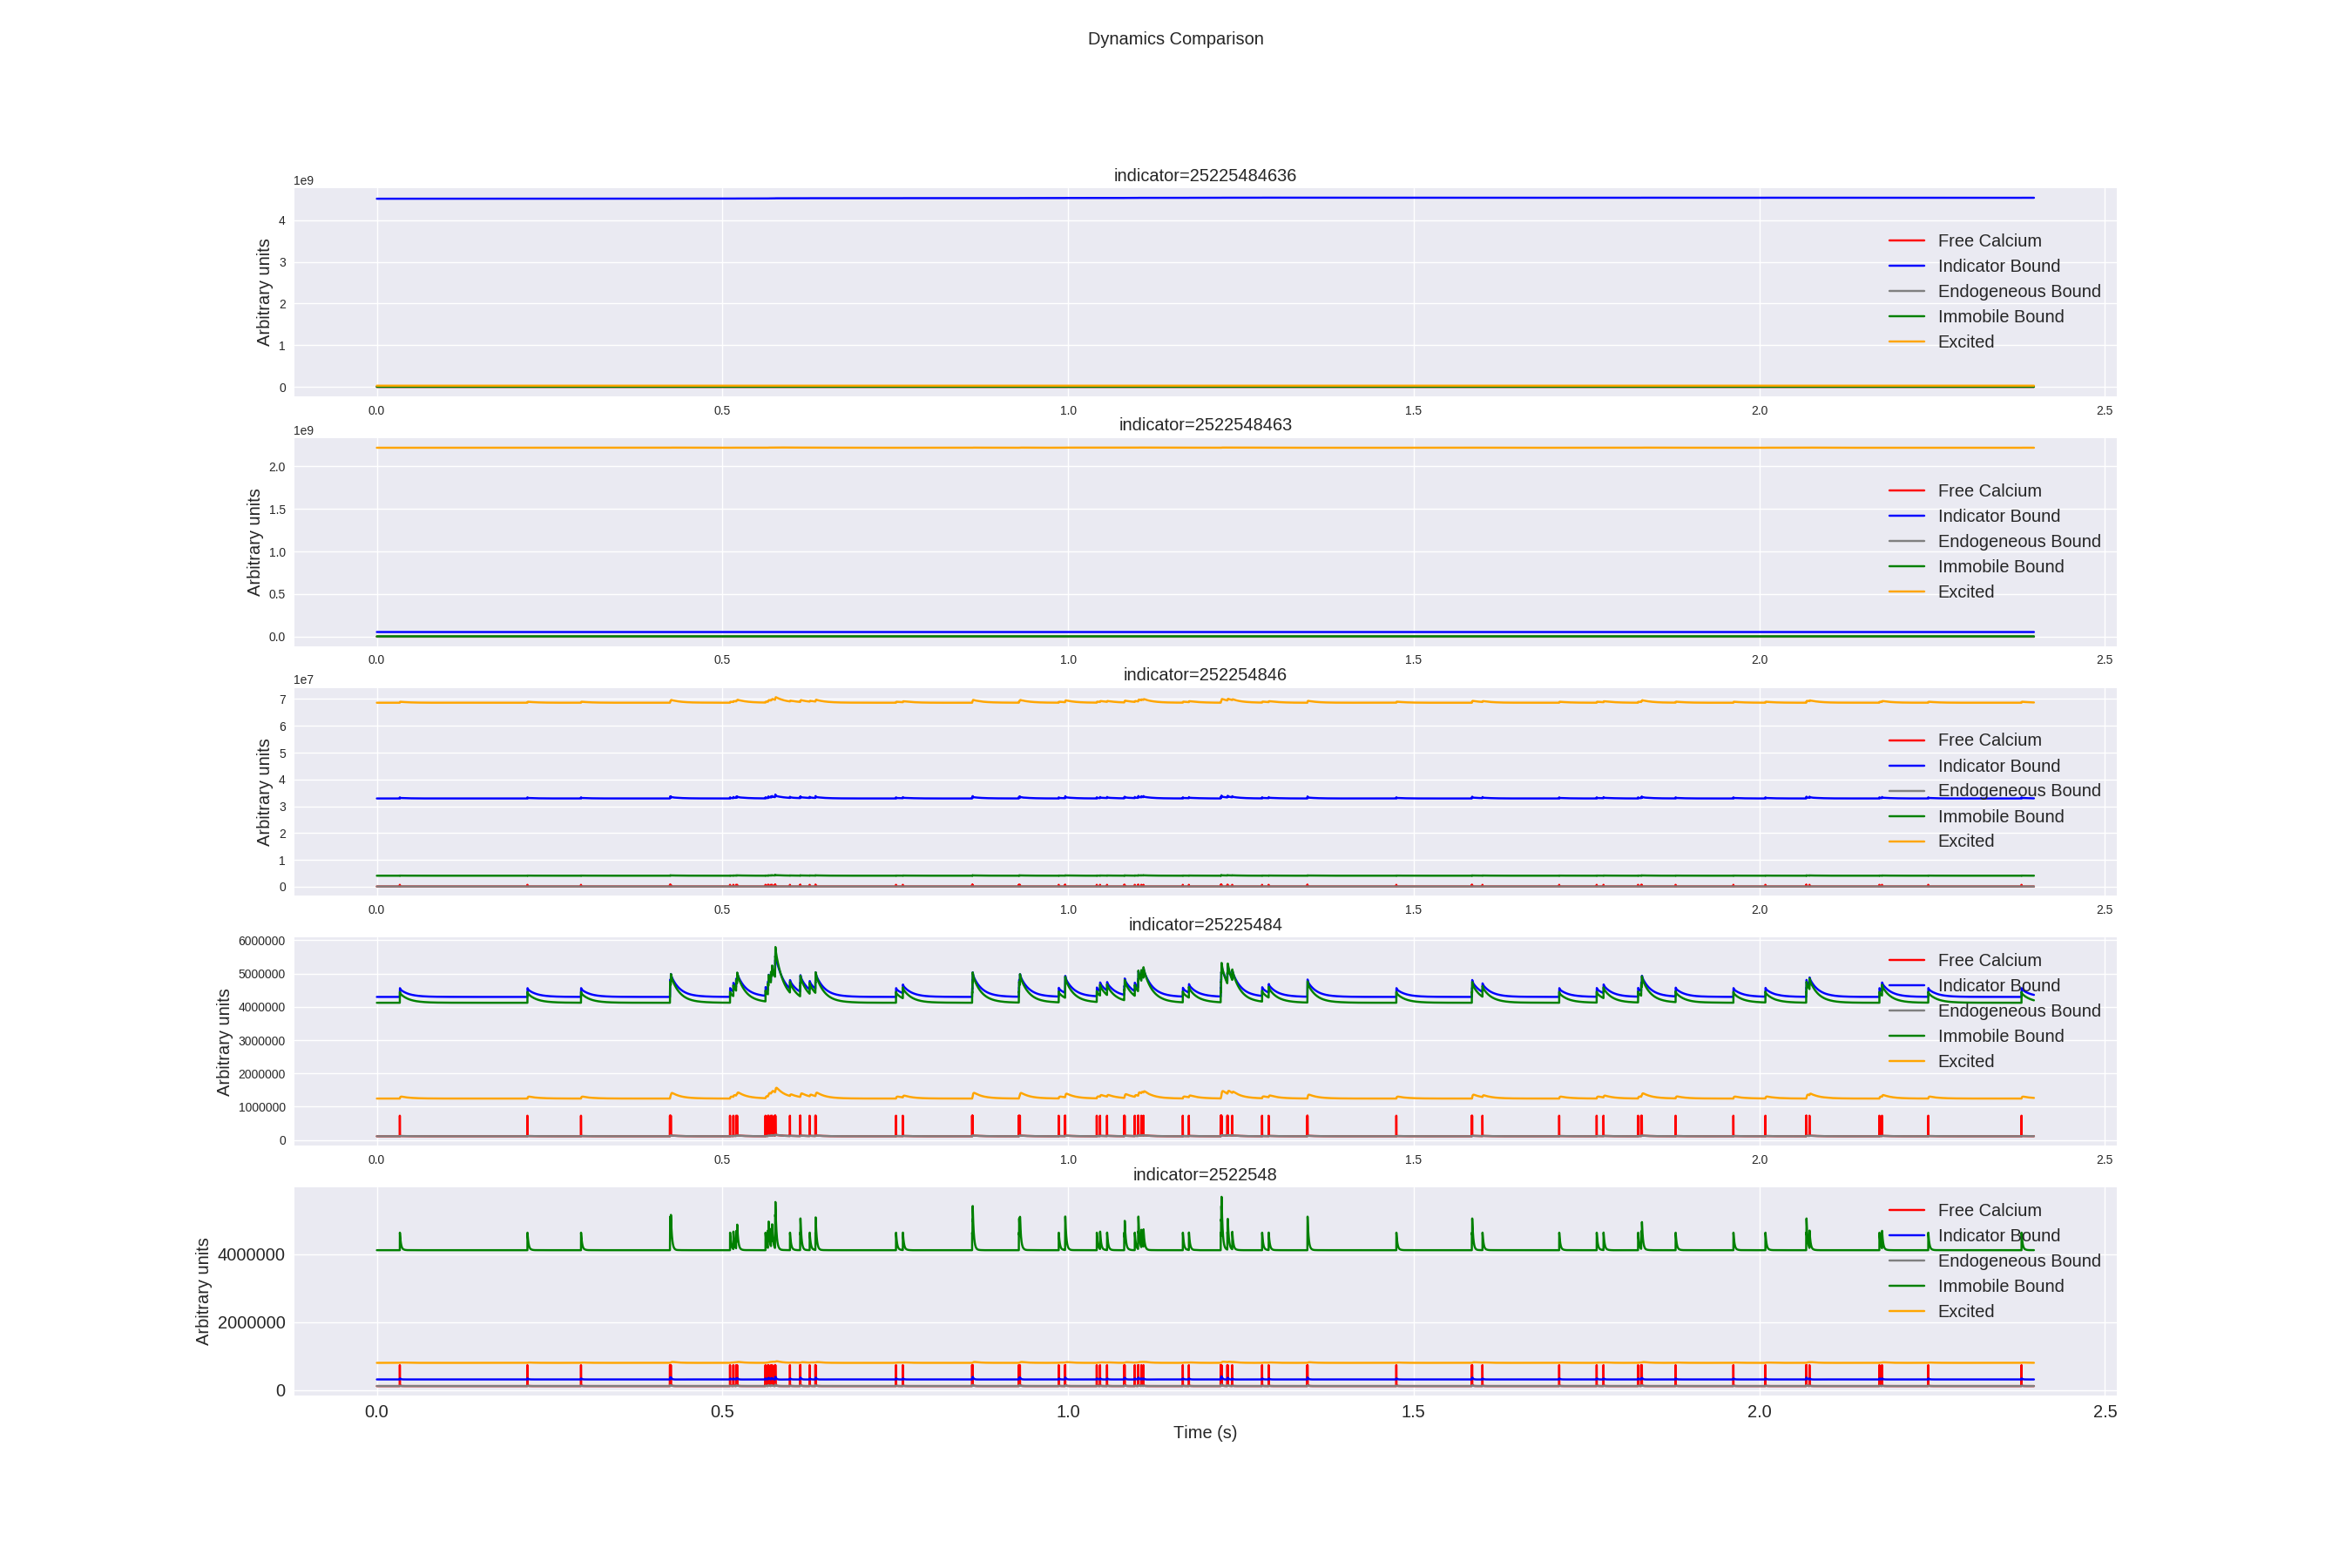 Dynamics Comparison
indicator=25225484636
1e9
Arbitrary units
4
3
2
1
0
Free Calcium
Indicator Bound
Endogeneous Bound
Immobile Bound
Excited
0.0 0.5 1.0 1.5 2.0 2.5
indicator=2522548463
1e9
Arbitrary units
2.0
1.5
1.0
0.5
0.0
Free Calcium
Indicator Bound
Endogeneous Bound
Immobile Bound
Excited
0.0 0.5 1.0 1.5 2.0 2.5
indicator=252254846
1e7
Arbitrary units
7
6
5
4
3
2
1
0
Free Calcium
Indicator Bound
Endogeneous Bound
Immobile Bound
Excited
0.0 0.5 1.0 1.5 2.0 2.5
indicator=25225484
Arbitrary units
6000000
5000000
4000000
3000000
2000000
1000000
0
Free Calcium
Indicator Bound
Endogeneous Bound
Immobile Bound
Excited
0.0 0.5 1.0 1.5 2.0 2.5
indicator=2522548
Arbitrary units
4000000
2000000
0
Free Calcium
Indicator Bound
Endogeneous Bound
Immobile Bound
Excited
0.0 0.5 1.0 1.5 2.0 2.5
Time (s)